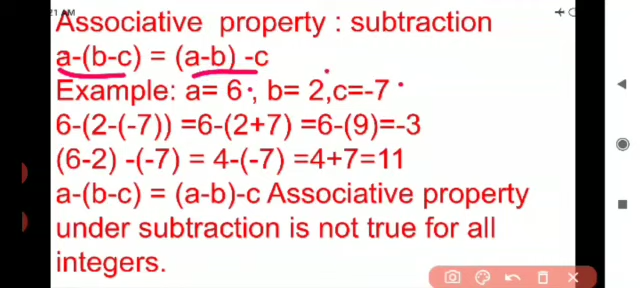 Associative property : subtraction
a-(b-c) = (a-b) -c
Example: a= 6 , b= 2,c=-7
6-(2-(-7)) =6-(2+7) =6-(9)=-3
(6-2) -(-7) = 4-(-7) =4+7=11
a-(b-c) = (a-b)-c Associative property
under subtraction is not true for all
integers.